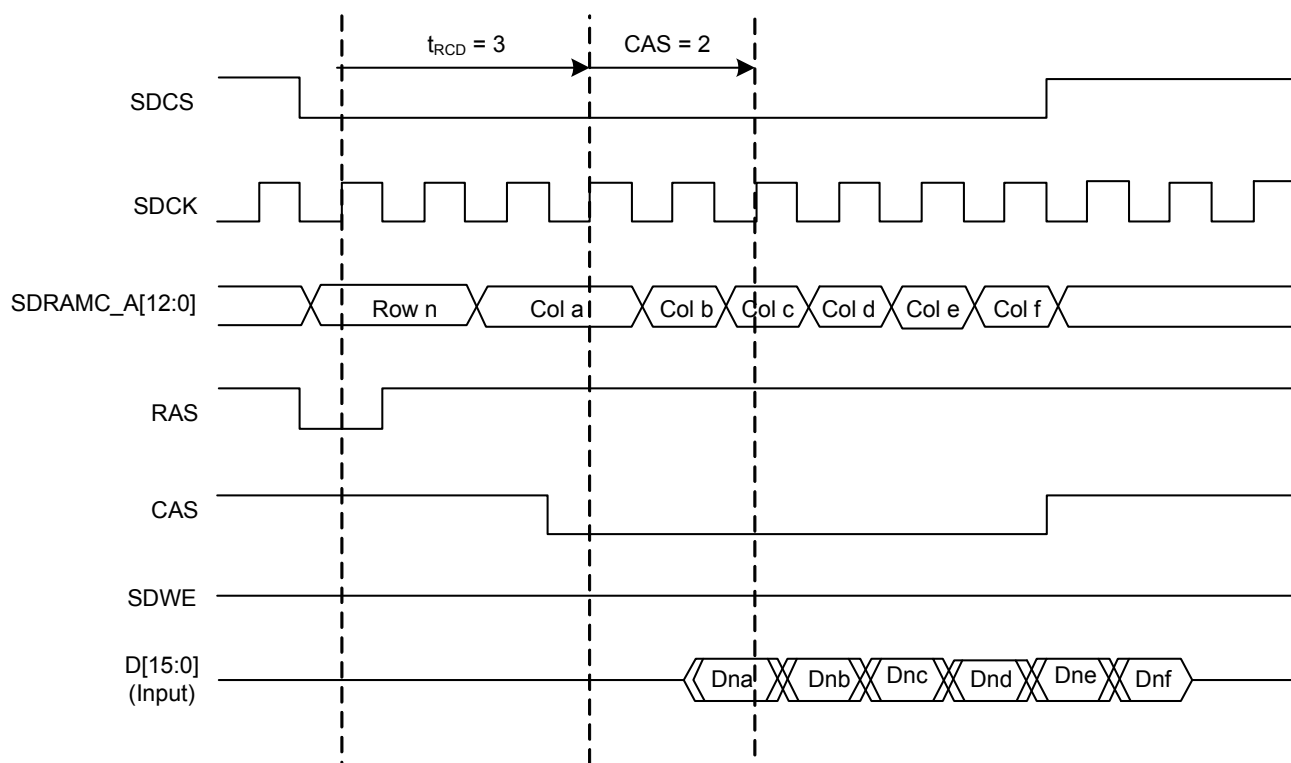 tRCD = 3 CAS = 2
SDCS
SDCK
SDRAMC_A[12:0] Row n Col a Col b Col c Col d Col e Col f
RAS
CAS
SDWE
D[15:0]
(Input)
Dna Dnb Dnc Dnd Dne Dnf